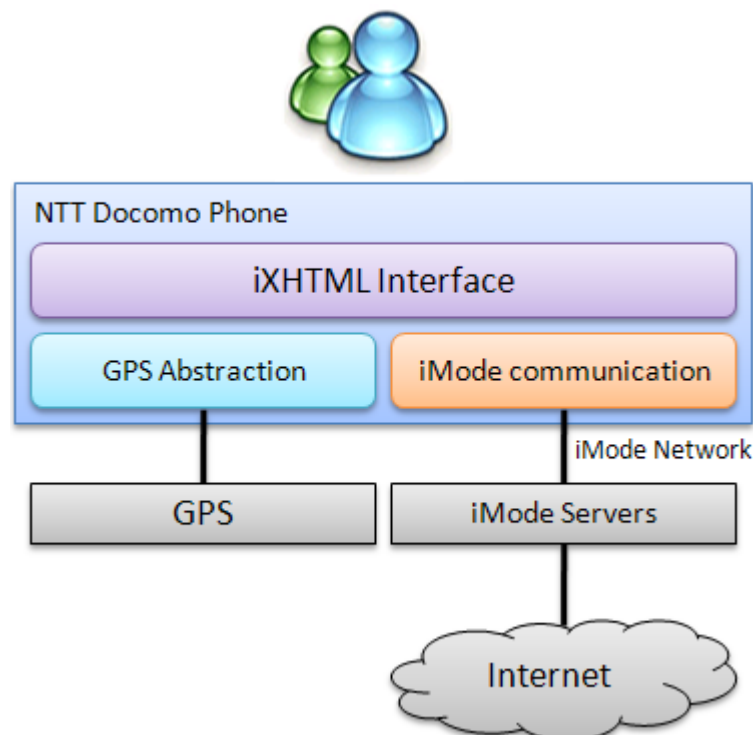 NTT Docomo Phone
iXHTML Interface
GPS Abstraction
iMode communication
iMode Network
GPS
iMode Servers
Internet